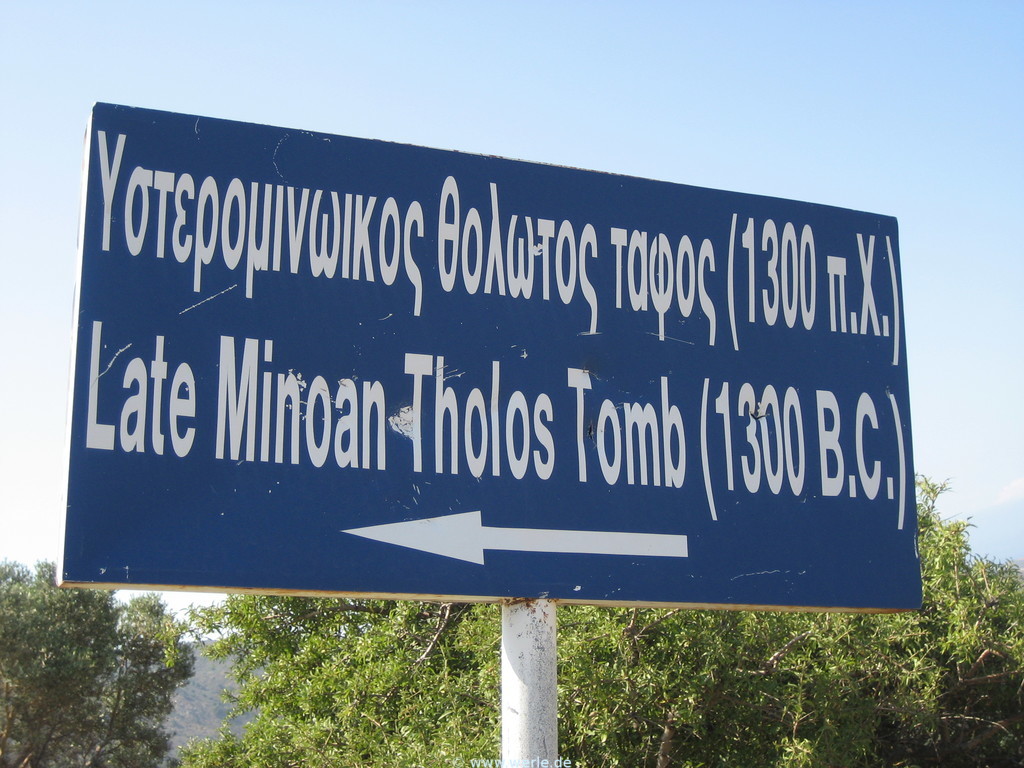 Υστερομινωικος θολωτος ταφος (1300 π.Χ.)
Late Minoan Tholos Tomb (1300 B.C.)